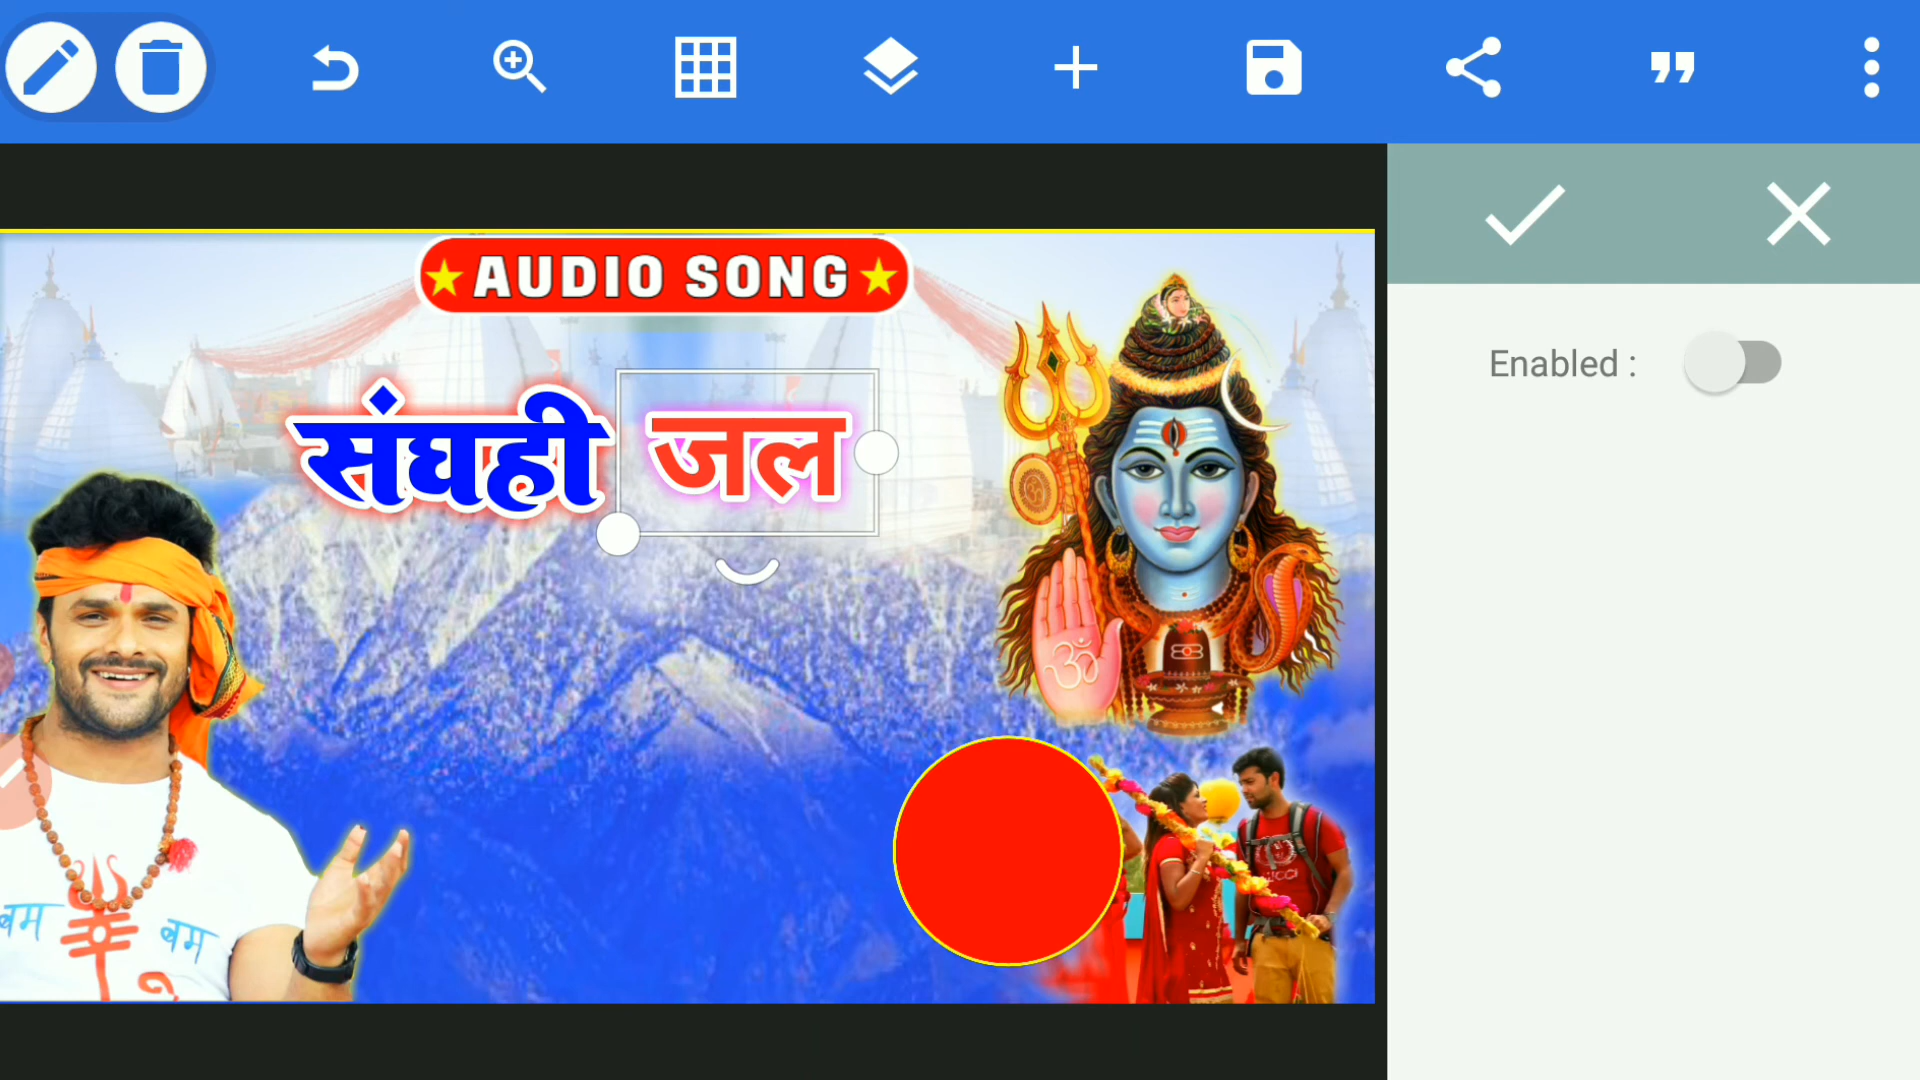 AUDIO SONG
Enabled :
संघही जल
ॐ
बम बम